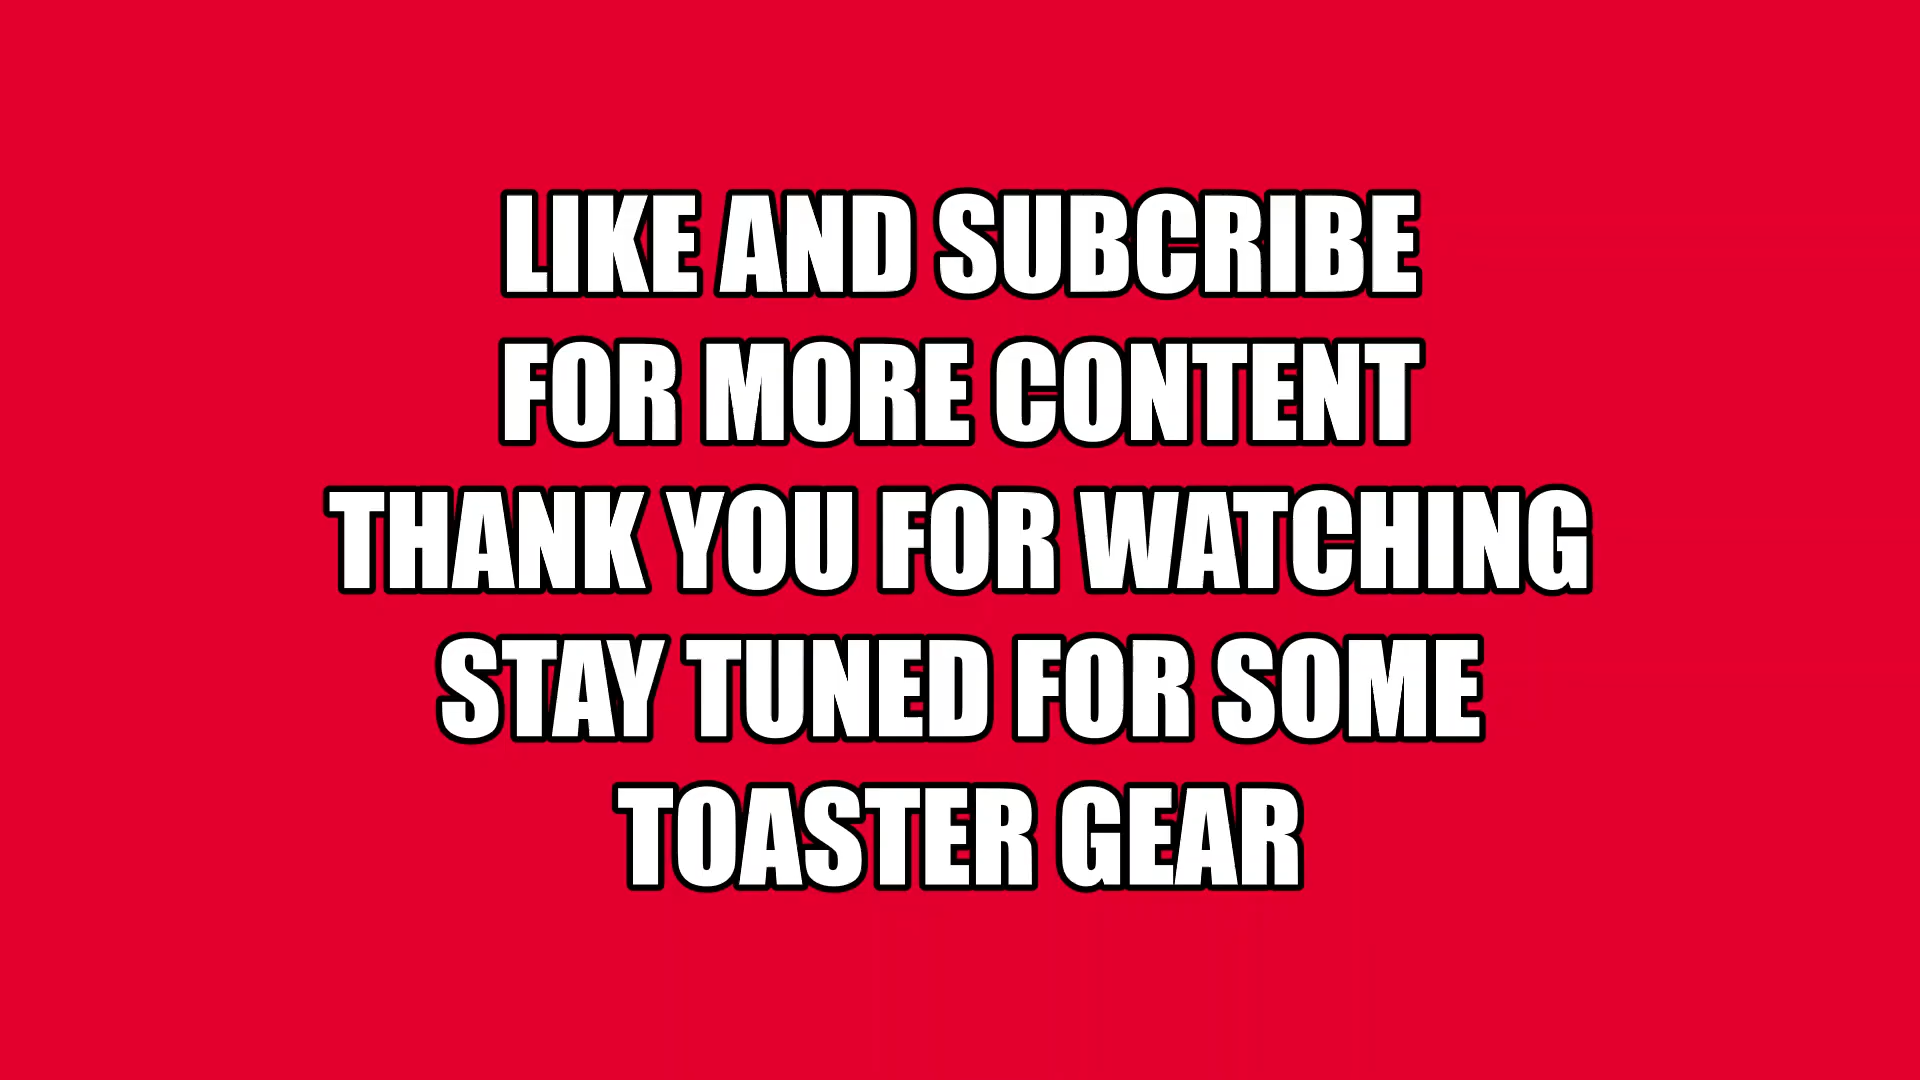 LIKE AND SUBCRIBE
FOR MORE CONTENT
THANK YOU FOR WATCHING
STAY TUNED FOR SOME
TOASTER GEAR